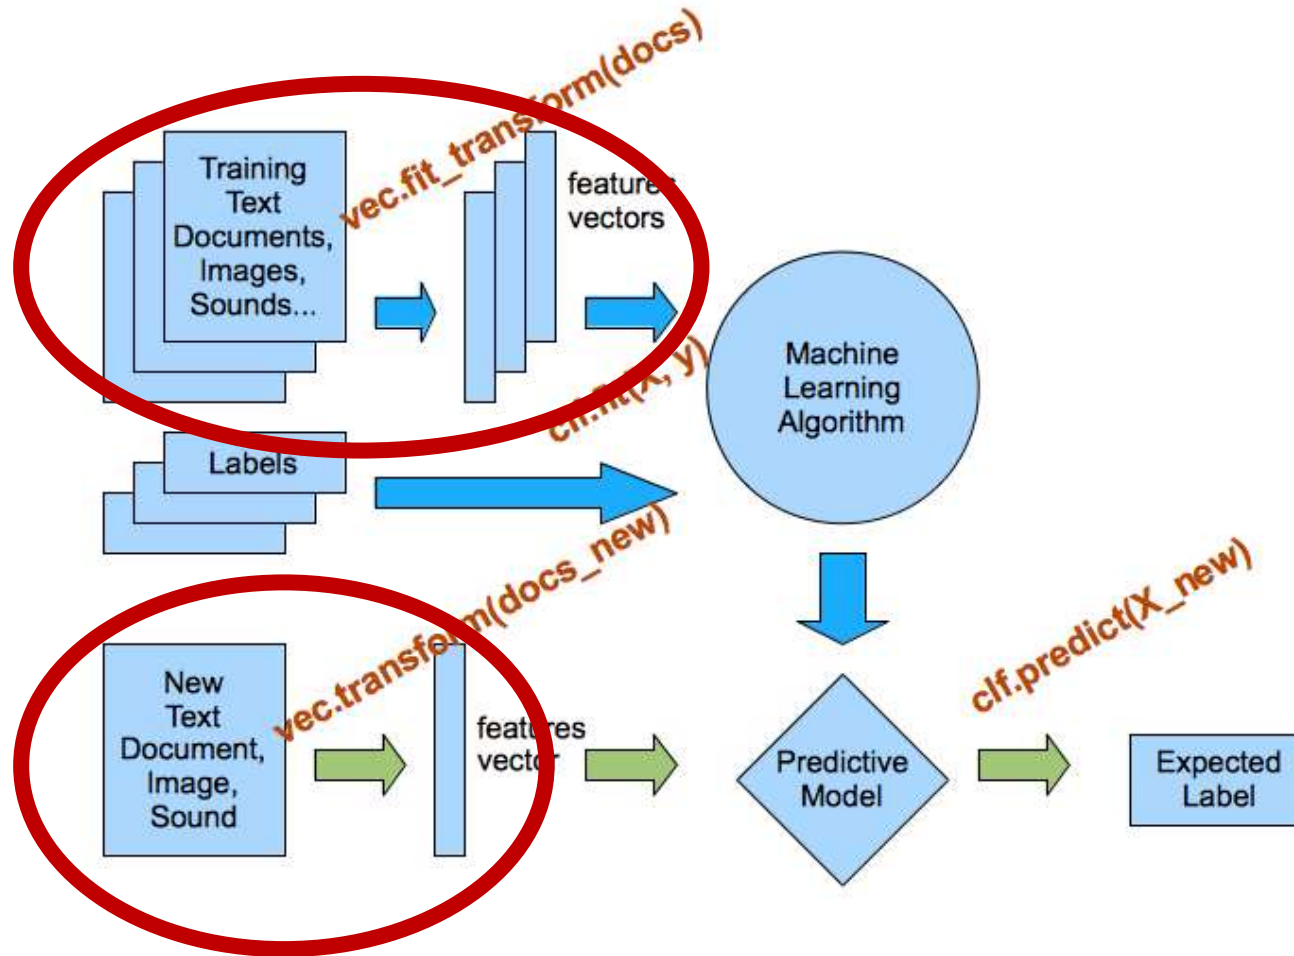 vec.fit_transform(docs)
Training
Text
Documents,
Images,
Sounds...
features
vectors
clf.fit(X, y)
Machine
Learning
Algorithm
Labels
vec.transform(docs_new)
New
Text
Document,
Image,
Sound
features
vector
Predictive
Model
clf.predict(X_new)
Expected
Label